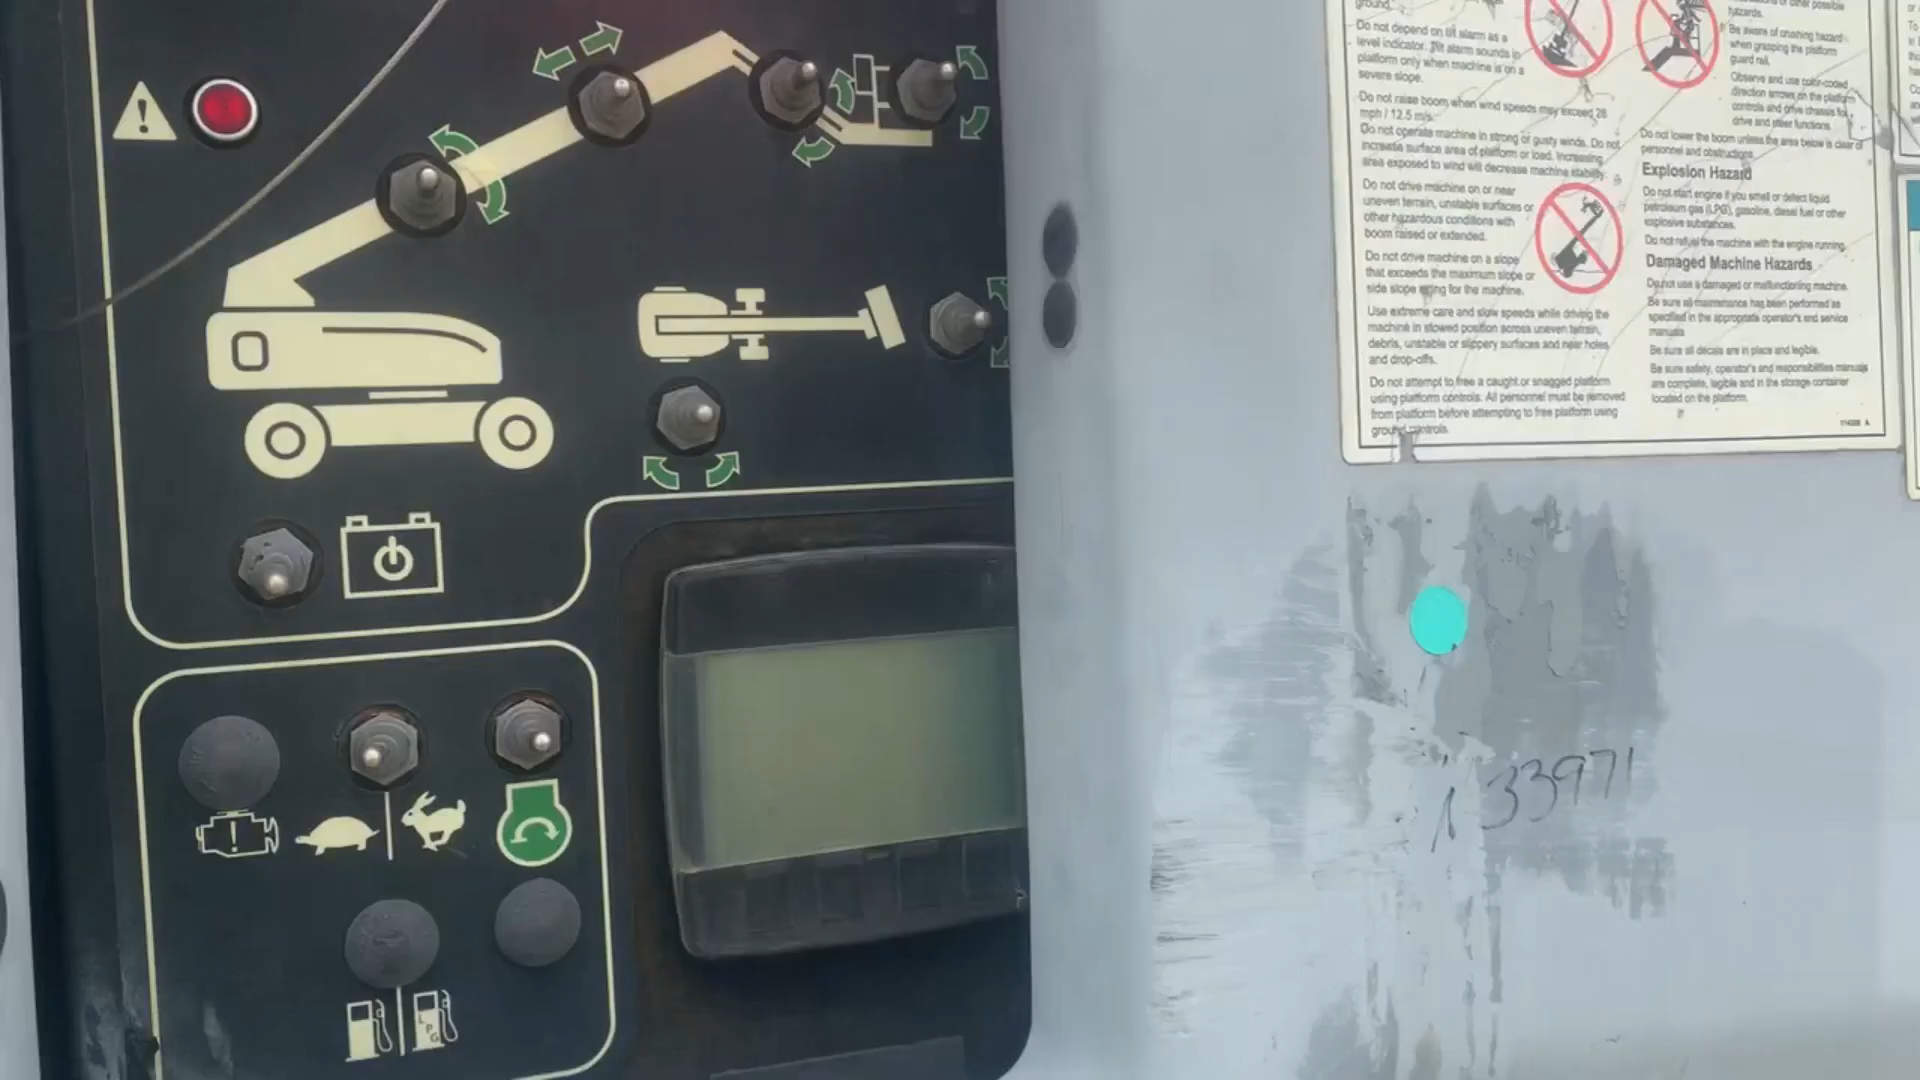 ground.
Do not depend on tilt alarm as a
level indicator. Tilt alarm sounds in
platform only when machine is on a
severe slope.
Do not raise boom when wind speeds may exceed 28
mph / 12.5 m/s.
Do not operate machine in strong or gusty winds. Do not
increase surface area of platform or load. Increasing
area exposed to wind will decrease machine stability.
Do not drive machine on or near
uneven terrain, unstable surfaces or
other hazardous conditions with
boom raised or extended.
Do not drive machine on a slope
that exceeds the maximum slope or
side slope rating for the machine.
Use extreme care and slow speeds while driving the
machine in stowed position across uneven terrain,
debris, unstable or slippery surfaces and near holes
and drop-offs.
Do not attempt to free a caught or snagged platform
using platform controls. All personnel must be removed
from platform before attempting to free platform using
ground controls.
other possible
hazards.
Be aware of crushing hazard
when grasping the platform
guard rail.
Observe and use color-coded
direction arrows on the platform
controls and drive chassis for
drive and steer functions.
Do not lower the boom unless the area below is clear of
personnel and obstructions.
Explosion Hazard
Do not start engine if you smell or detect liquid
petroleum gas (LPG), gasoline, diesel fuel or other
explosive substances.
Do not refuel the machine with the engine running.
Damaged Machine Hazards
Do not use a damaged or malfunctioning machine.
Be sure all maintenance has been performed as
specified in the appropriate operator's and service
manuals
Be sure all decals are in place and legible.
Be sure safety, operator's and responsibilities manuals
are complete, legible and in the storage container
located on the platform.
LPG
33971